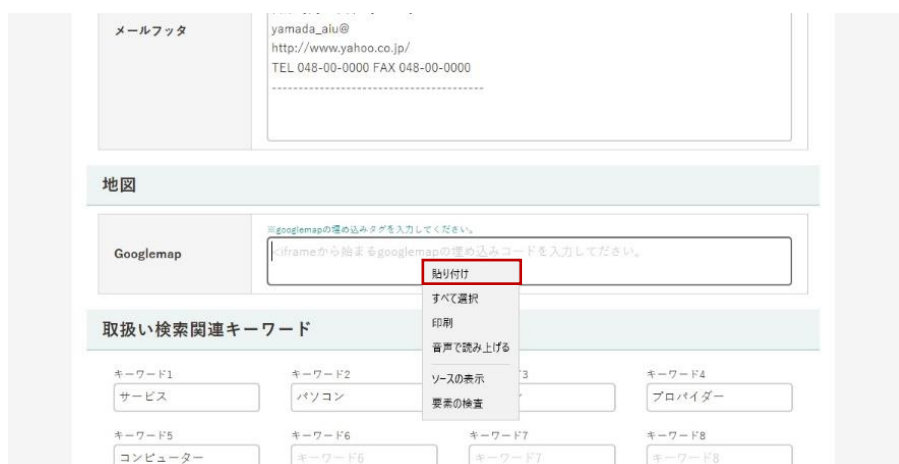 メールフッタ
yamada_aiu@
http://www.yahoo.co.jp/
TEL 048-00-0000 FAX 048-00-0000
----------------------------------------
地図
※googlemapの埋め込みタグを入力してください。
Googlemap
<iframeから始まるgooglemapの埋め込みコードを入力してださい。
貼り付け
すべて選択
印刷
音声で読み上げる
ソースの表示
要素の検査
取扱い検索関連キーワード
キーワード1
キーワード2
3
キーワード4
サービス
パソコン
プロバイダー
キーワード5
キーワード6
キーワード7
キーワード8
コンピューター
キーワード6
キーワード7
キーワード8